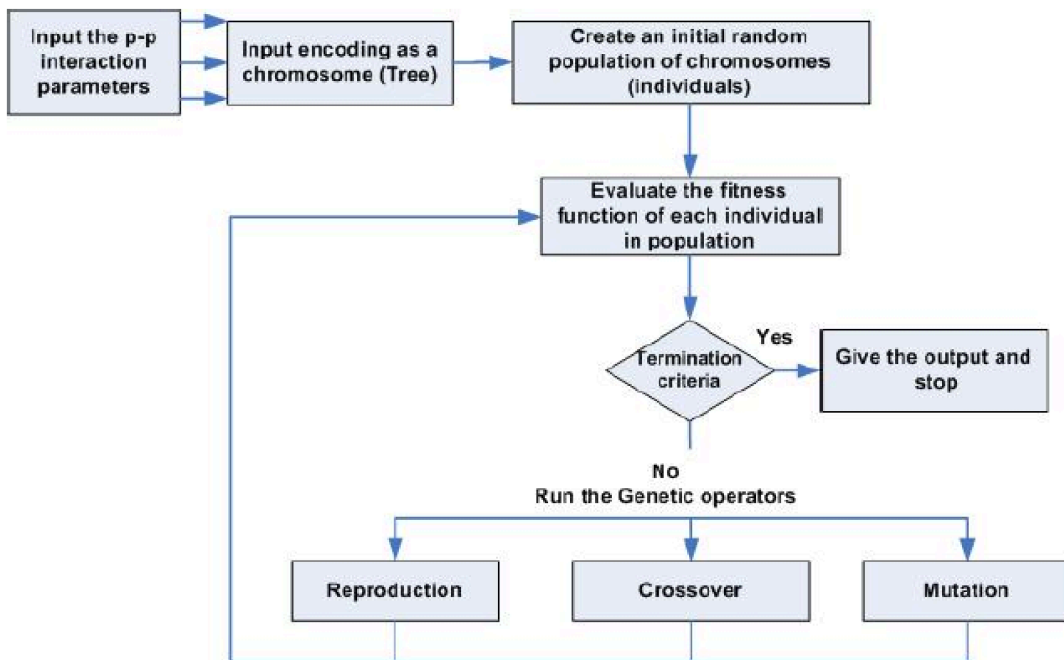 Input the p-p
interaction
parameters
Input encoding as a
chromosome (Tree)
Create an initial random
population of chromosomes
(individuals)
Evaluate the fitness
function of each individual
in population
Termination
criteria
Yes
Give the output and
stop
No
Run the Genetic operators
Reproduction
Crossover
Mutation